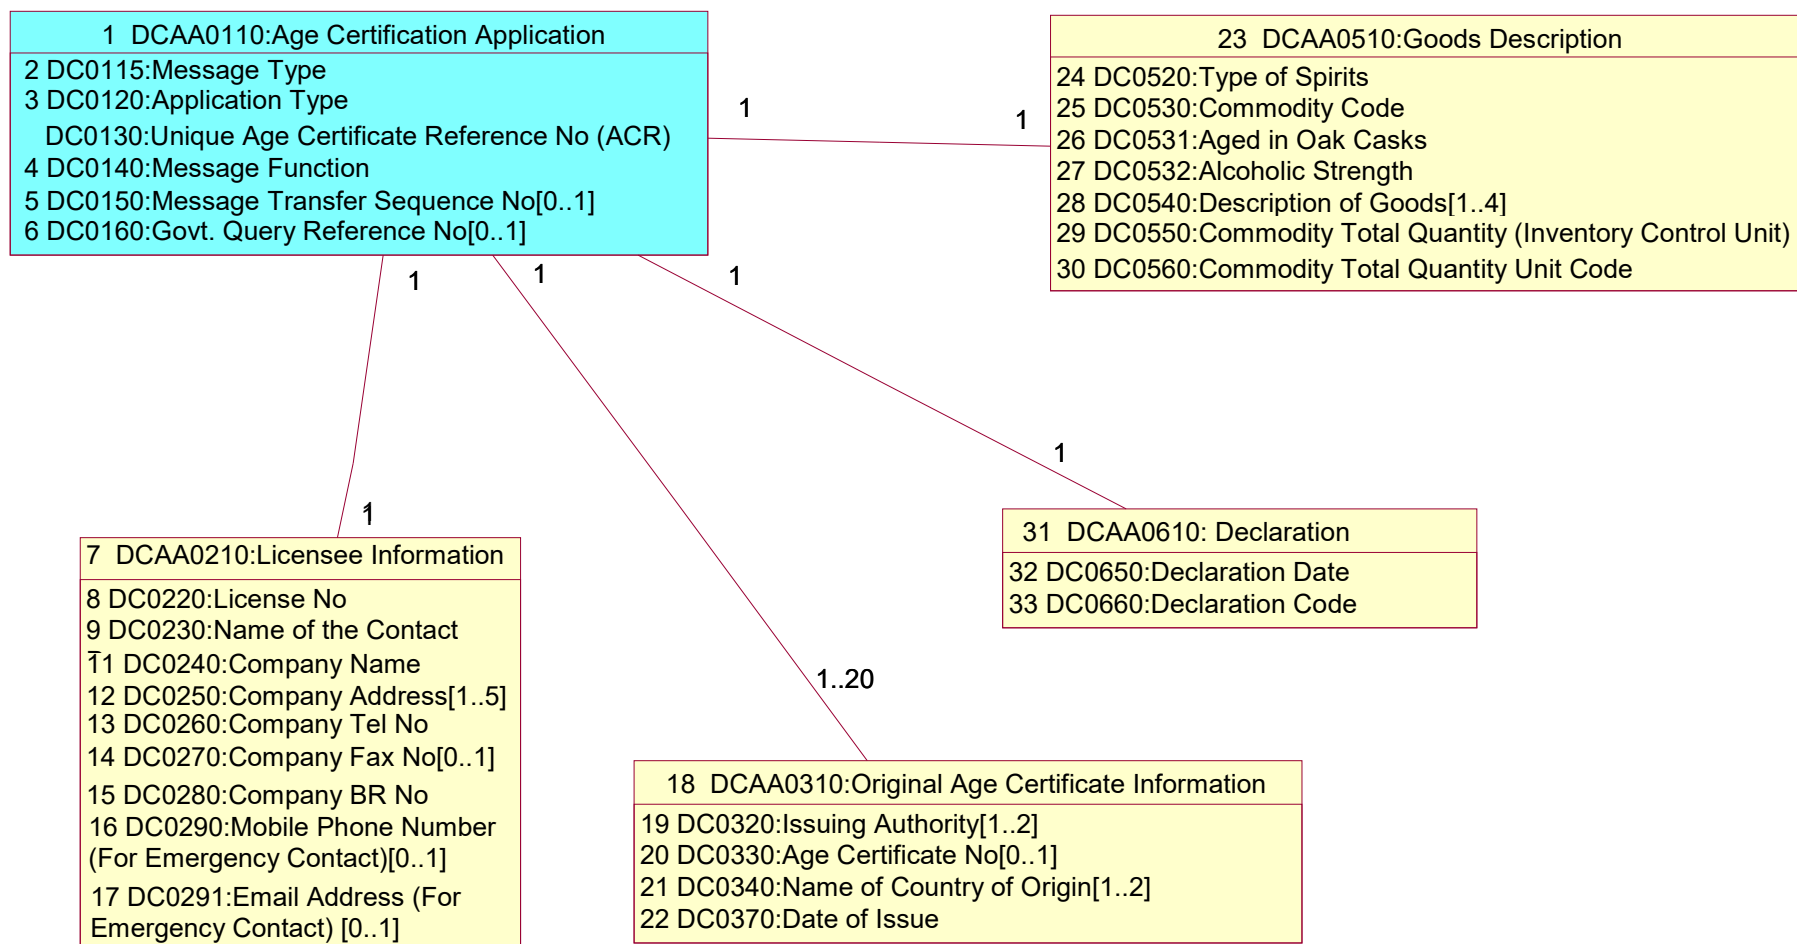 1 DCAA0110:Age Certification Application
2 DC0115:Message Type
3 DC0120:Application Type
DC0130:Unique Age Certificate Reference No (ACR)
4 DC0140:Message Function
5 DC0150:Message Transfer Sequence No[0..1]
6 DC0160:Govt. Query Reference No[0..1]
1
1
23 DCAA0510:Goods Description
24 DC0520:Type of Spirits
25 DC0530:Commodity Code
26 DC0531:Aged in Oak Casks
27 DC0532:Alcoholic Strength
28 DC0540:Description of Goods[1..4]
29 DC0550:Commodity Total Quantity (Inventory Control Unit)
30 DC0560:Commodity Total Quantity Unit Code
1
1
1
1
1
1..20
7 DCAA0210:Licensee Information
8 DC0220:License No
9 DC0230:Name of the Contact
11 DC0240:Company Name
12 DC0250:Company Address[1..5]
13 DC0260:Company Tel No
14 DC0270:Company Fax No[0..1]
15 DC0280:Company BR No
16 DC0290:Mobile Phone Number
(For Emergency Contact)[0..1]
17 DC0291:Email Address (For
Emergency Contact) [0..1]
31 DCAA0610: Declaration
32 DC0650:Declaration Date
33 DC0660:Declaration Code
18 DCAA0310:Original Age Certificate Information
19 DC0320:Issuing Authority[1..2]
20 DC0330:Age Certificate No[0..1]
21 DC0340:Name of Country of Origin[1..2]
22 DC0370:Date of Issue